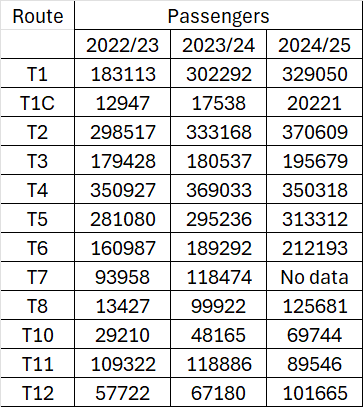 Route Passengers
2022/23 2023/24 2024/25
T1 183113 302292 329050
T1C 12947 17538 20221
T2 298517 333168 370609
T3 179428 180537 195679
T4 350927 369033 350318
T5 281080 295236 313312
T6 160987 189292 212193
T7 93958 118474 No data
T8 13427 99922 125681
T10 29210 48165 69744
T11 109322 118886 89546
T12 57722 67180 101665